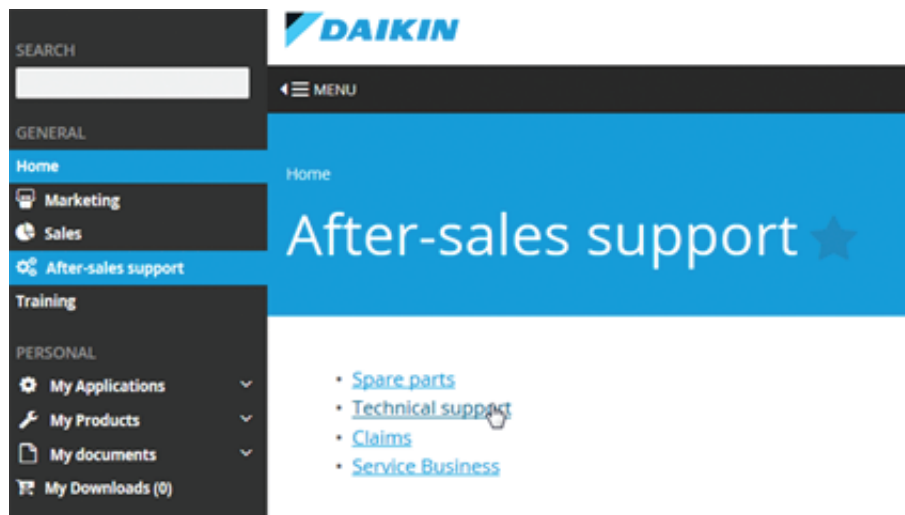 SEARCH
GENERAL
Home
Marketing
Sales
After-sales support
Training
PERSONAL
My Applications
My Products
My documents
My Downloads (0)
DAIKIN
MENU
Home
After-sales support
Spare parts
Technical support
Claims
Service Business